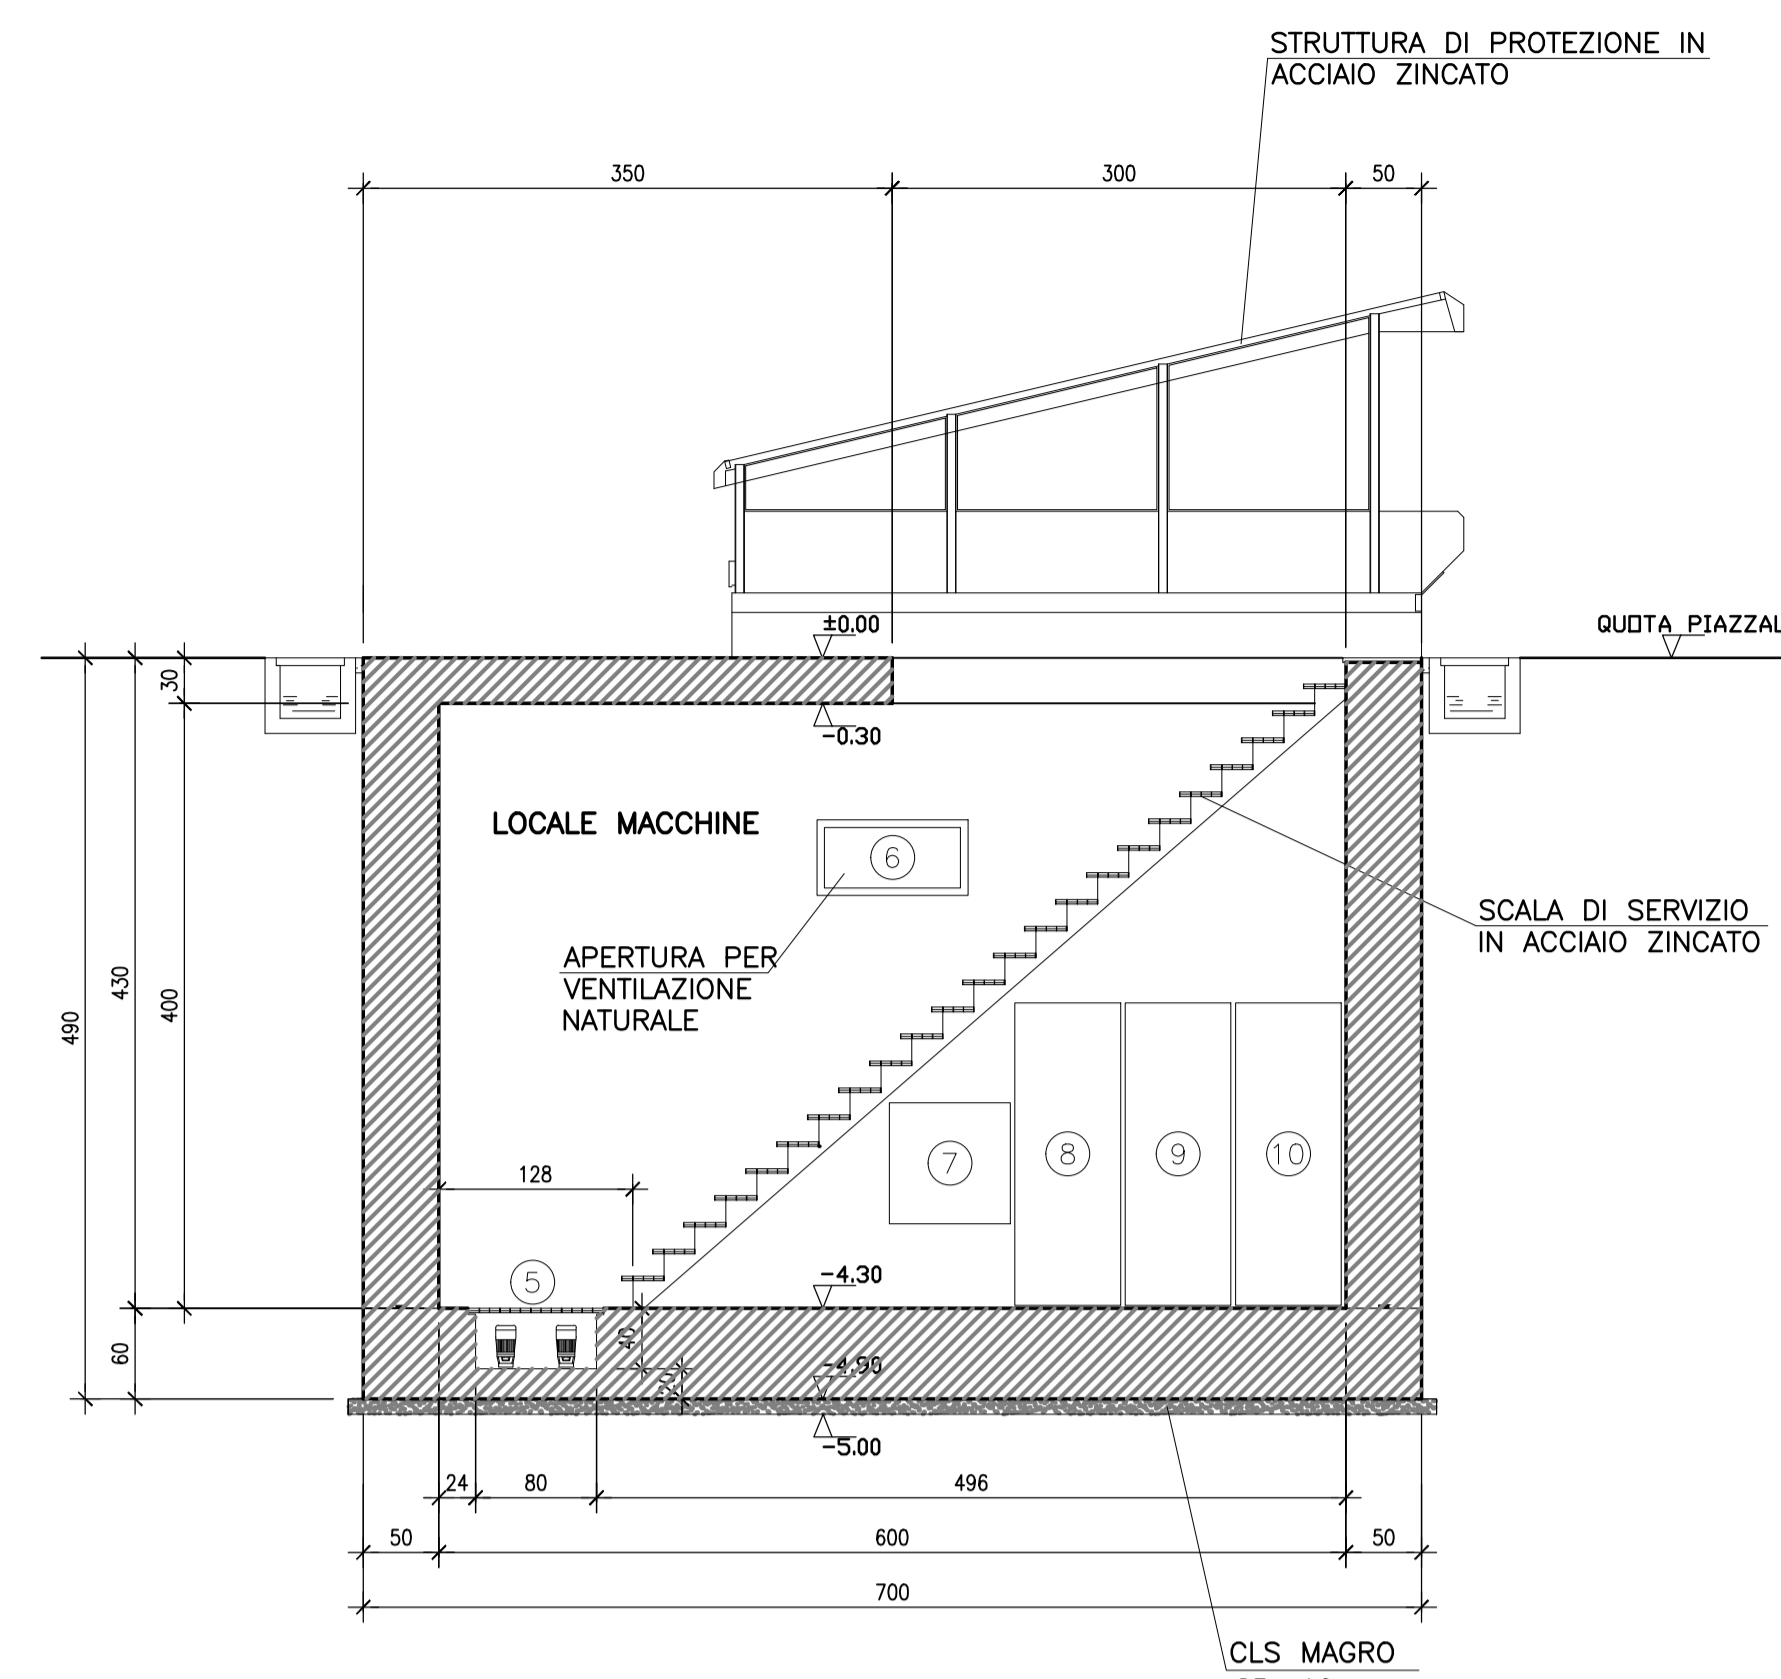 STRUTTURA DI PROTEZIONE IN
ACCIAIO ZINCATO
350
300
50
±0.00
QUOTA PIAZZAL
30
-0.30
LOCALE MACCHINE
6
SCALA DI SERVIZIO
IN ACCIAIO ZINCATO
APERTURA PER
VENTILAZIONE
NATURALE
430
400
490
7
8
9
10
128
5
-4.30
60
40
-4.90
20
-5.00
24
80
496
50
600
50
700
CLS MAGRO